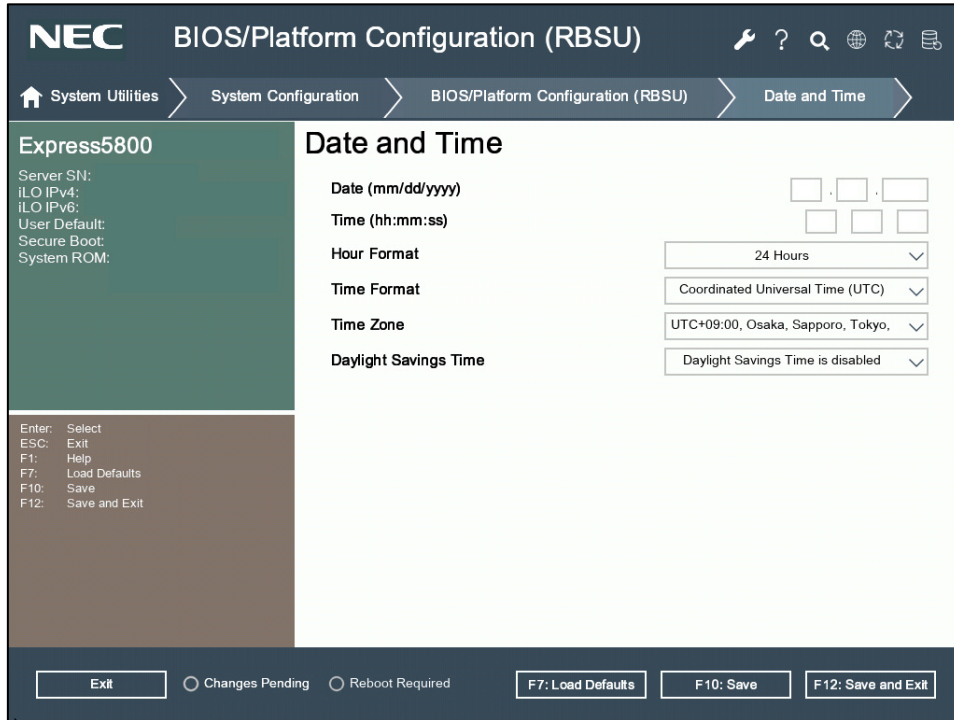 NEC BIOS/Platform Configuration (RBSU) ?
System Utilities System Configuration BIOS/Platform Configuration (RBSU) Date and Time
Express5800
Server SN:
iLO IPv4:
iLO IPv6:
User Default:
Secure Boot:
System ROM:
Enter: Select
ESC: Exit
F1: Help
F7: Load Defaults
F10: Save
F12: Save and Exit
Date and Time
Date (mm/dd/yyyy) . .
Time (hh:mm:ss)
Hour Format 24 Hours
Time Format Coordinated Universal Time (UTC)
Time Zone UTC+09:00, Osaka, Sapporo, Tokyo,
Daylight Savings Time Daylight Savings Time is disabled
Exit Changes Pending Reboot Required F7: Load Defaults F10: Save F12: Save and Exit